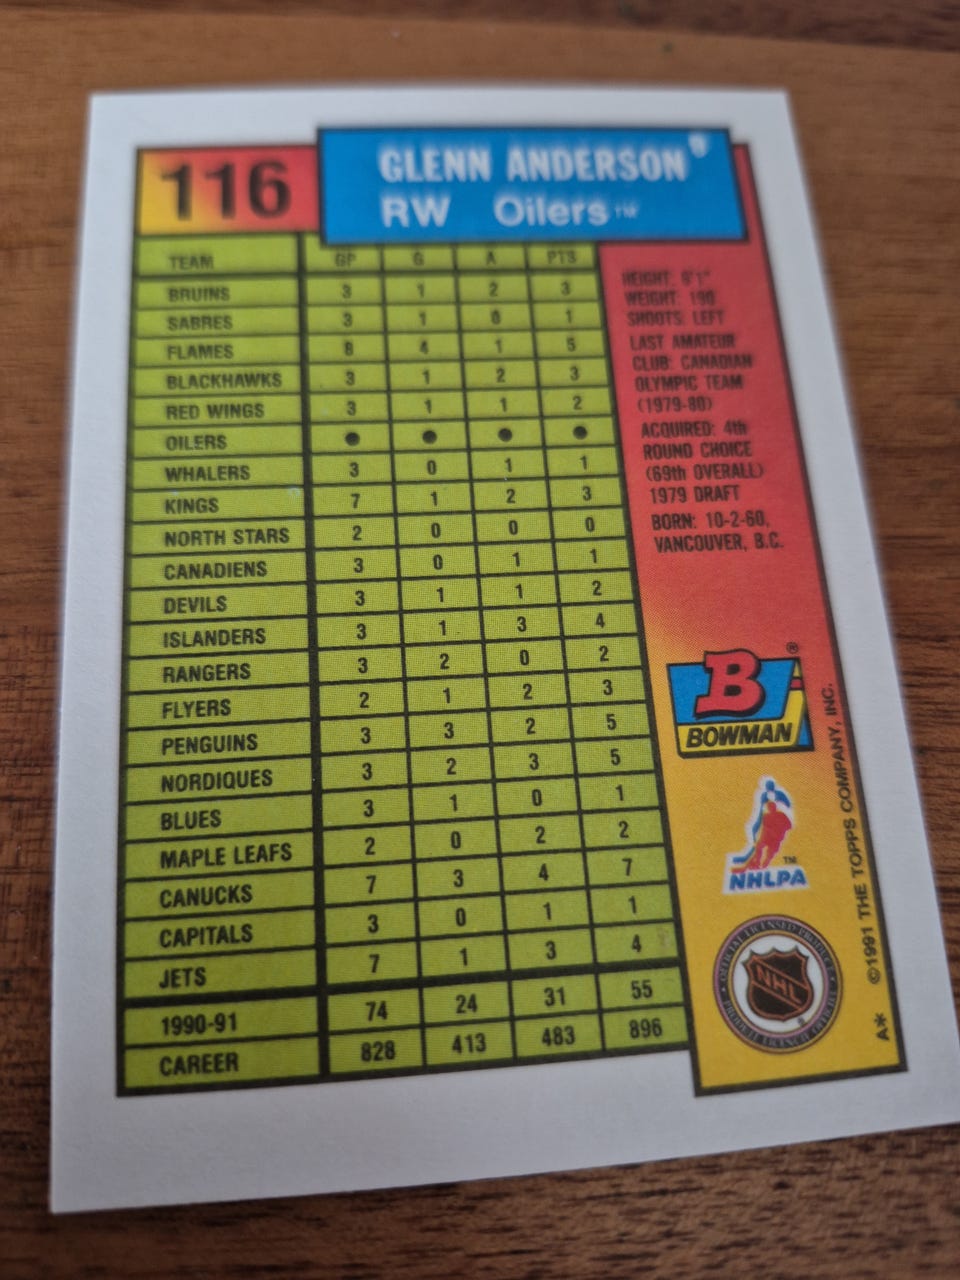 116
GLENN ANDERSON 9
RW Oilers™
TEAM GP G A PTS
BRUINS 3 1 2 3
SABRES 3 1 0 1
FLAMES 8 4 1 5
BLACKHAWKS 3 1 2 3
RED WINGS 3 1 1 2
OILERS • • • •
WHALERS 3 0 1 1
KINGS 7 1 2 3
NORTH STARS 2 0 0 0
CANADIENS 3 0 1 1
DEVILS 3 1 1 2
ISLANDERS 3 1 3 4
RANGERS 3 2 0 2
FLYERS 2 1 2 3
PENGUINS 3 3 2 5
NORDIQUES 3 2 3 5
BLUES 3 1 0 1
MAPLE LEAFS 2 0 2 2
CANUCKS 7 3 4 7
CAPITALS 3 0 1 1
JETS 7 1 3 4
1990-91 74 24 31 55
CAREER 828 413 483 896
HEIGHT: 6'1"
WEIGHT: 190
SHOOTS: LEFT
LAST AMATEUR
CLUB: CANADIAN
OLYMPIC TEAM
(1979-80)
ACQUIRED: 4th
ROUND CHOICE
(69th OVERALL)
1979 DRAFT
BORN: 10-2-60,
VANCOUVER, B.C.
B®
BOWMAN
™
NHLPA
OFFICIAL LICENSED PRODUCT
NHL
®
©1991 THE TOPPS COMPANY, INC.
A*